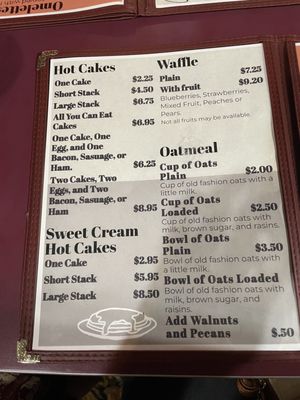 Omelettes
Hot Cakes
One Cake $2.25
Short Stack $4.50
Large Stack $6.75
All You Can Eat
Cakes $6.95
One Cake, One
Egg, and One
Bacon, Sasuage, or
Ham. $6.25
Two Cakes, Two
Eggs, and Two
Bacon, Sasuage, or
Ham $8.95
Sweet Cream
Hot Cakes
One Cake $2.95
Short Stack $5.95
Large Stack $8.50
Waffle
Plain $7.25
With fruit $9.20
Blueberries, Strawberries,
Mixed Fruit, Peaches or
Pears.
Not all fruits may be available.
Oatmeal
Cup of Oats
Plain $2.00
Cup of old fashion oats with a
little milk.
Cup of Oats
Loaded $2.50
Cup of old fashion oats with
milk, brown sugar, and rasins.
Bowl of Oats
Plain $3.50
Bowl of old fashion oats with
a little milk.
Bowl of Oats Loaded
Bowl of old fashion oats with
milk, brown sugar, and
raisins.
Add Walnuts
and Pecans $.50